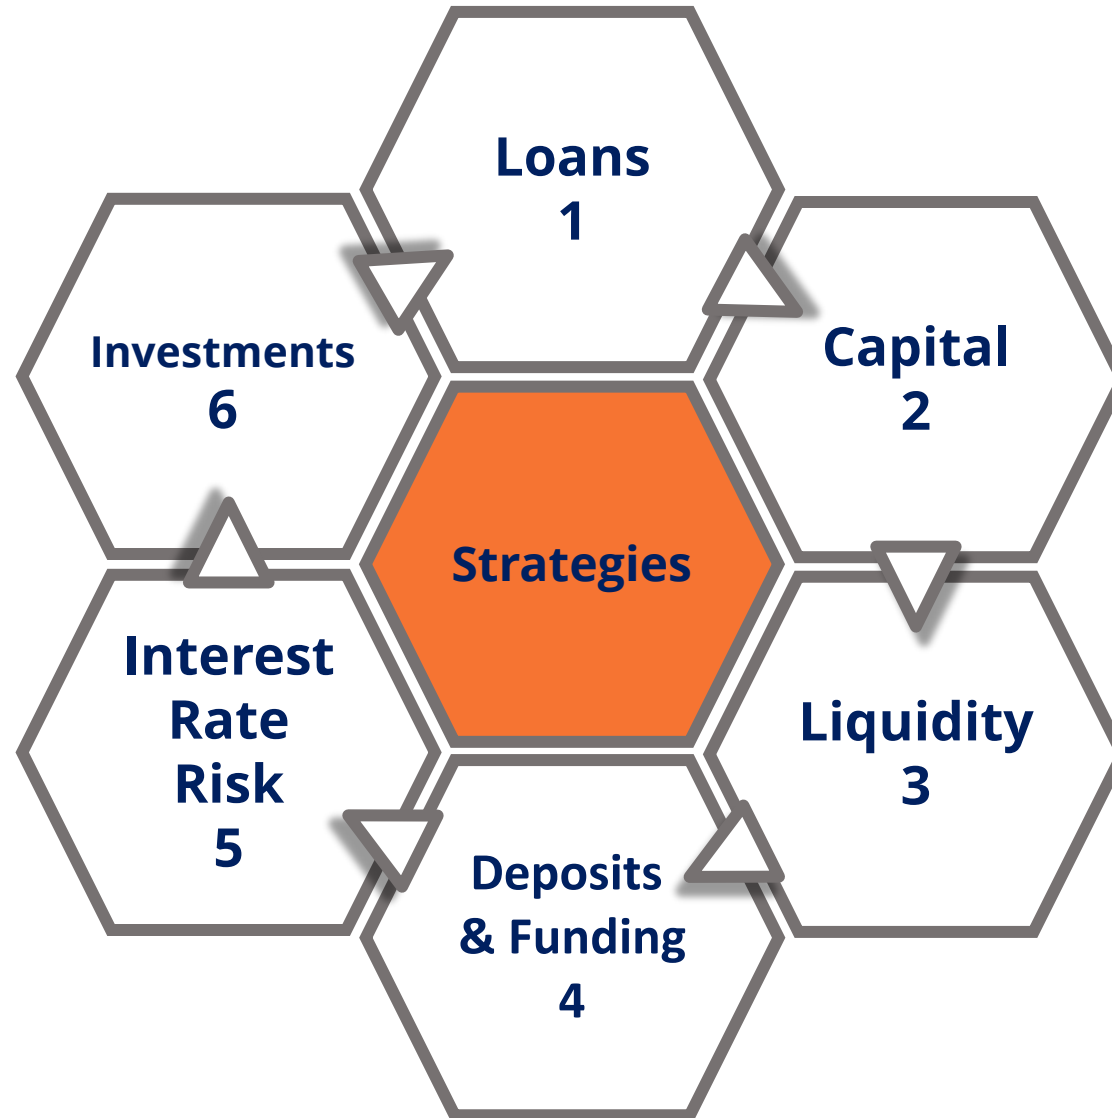 Loans
1
Capital
2
Liquidity
3
Deposits
& Funding
4
Interest
Rate
Risk
5
Investments
6
Strategies